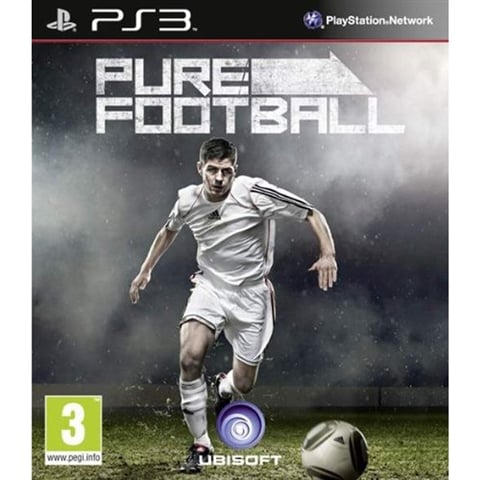 PS3
PlayStation®Network
PURE
FOOTBALL
3
www.pegi.info
UBISOFT